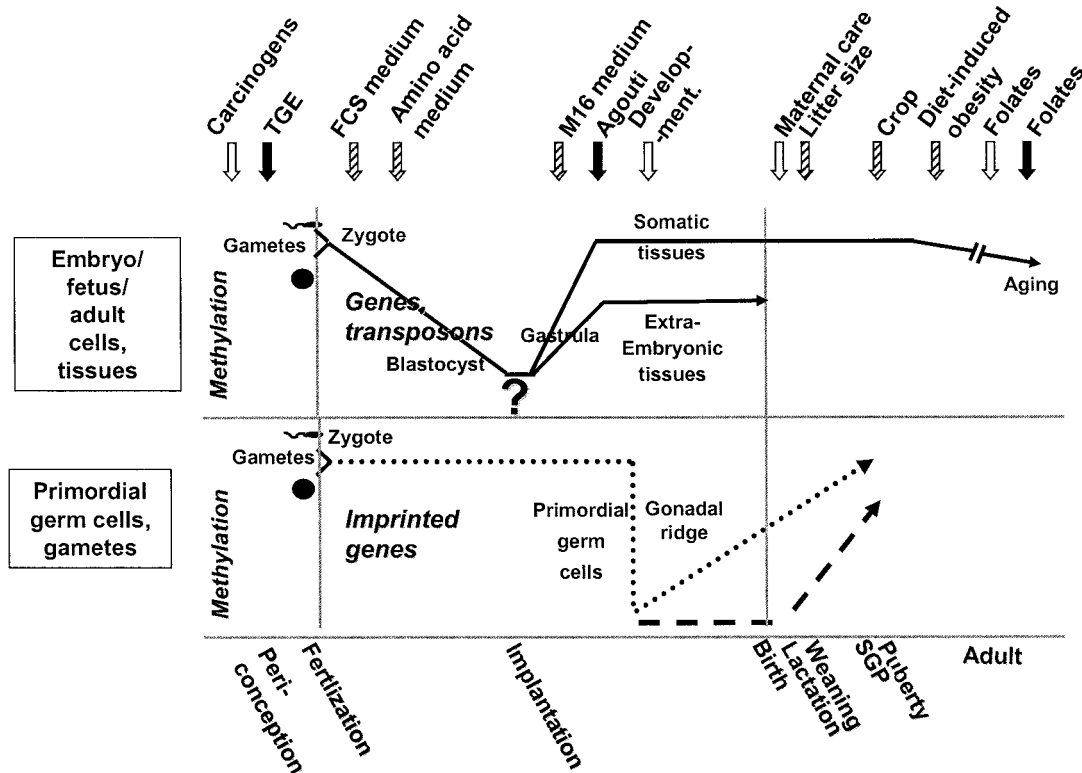 Carcinogens
TGE
FCS medium
Amino acid
medium
M16 medium
Agouti
Develop-
-ment.
Maternal care
Litter size
Crop
Diet-induced
obesity
Folates
Folates
Embryo/
fetus/
adult
cells,
tissues
Methylation
Gametes
Zygote
Genes,
transposons
Blastocyst
?
Gastrula
Somatic
tissues
Extra-
Embryonic
tissues
Aging
Primordial
germ cells,
gametes
Methylation
Gametes
Zygote
Imprinted
genes
Primordial
germ
cells
Gonadal
ridge
Peri-
conception
Fertlization
Implantation
Birth
Lactation
Weaning
SGP
Puberty
Adult